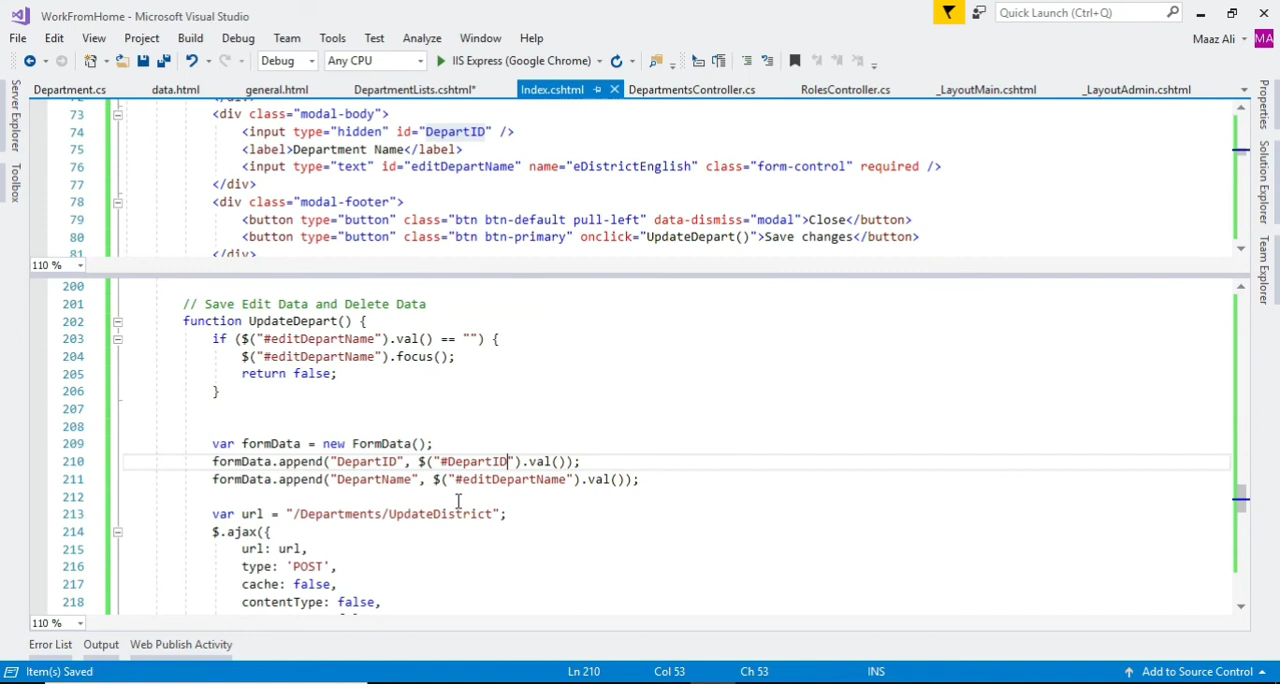 WorkFromHome - Microsoft Visual Studio
Quick Launch (Ctrl+Q)
File Edit View Project Build Debug Team Tools Test Analyze Window Help
Maaz Ali MA
Debug Any CPU IIS Express (Google Chrome)
Department.cs data.html general.html DepartmentLists.cshtml* Index.cshtml DepartmentsController.cs RolesController.cs _LayoutMain.cshtml _LayoutAdmin.cshtml
Server Explorer
Toolbox
Properties
Solution Explorer
Team Explorer
72 </div>
73 <div class="modal-body">
74 <input type="hidden" id="DepartID" />
75 <label>Department Name</label>
76 <input type="text" id="editDepartName" name="eDistrictEnglish" class="form-control" required />
77 </div>
78 <div class="modal-footer">
79 <button type="button" class="btn btn-default pull-left" data-dismiss="modal">Close</button>
80 <button type="button" class="btn btn-primary" onclick="UpdateDepart()">Save changes</button>
81 </div>
110 %
200
201 // Save Edit Data and Delete Data
202 function UpdateDepart() {
203 if ($("#editDepartName").val() == "") {
204 $("#editDepartName").focus();
205 return false;
206 }
207
208
209 var formData = new FormData();
210 formData.append("DepartID", $("#DepartID").val());
211 formData.append("DepartName", $("#editDepartName").val());
212
213 var url = "/Departments/UpdateDistrict";
214 $.ajax({
215 url: url,
216 type: 'POST',
217 cache: false,
218 contentType: false,
110 %
Error List Output Web Publish Activity
Item(s) Saved Ln 210 Col 53 Ch 53 INS Add to Source Control